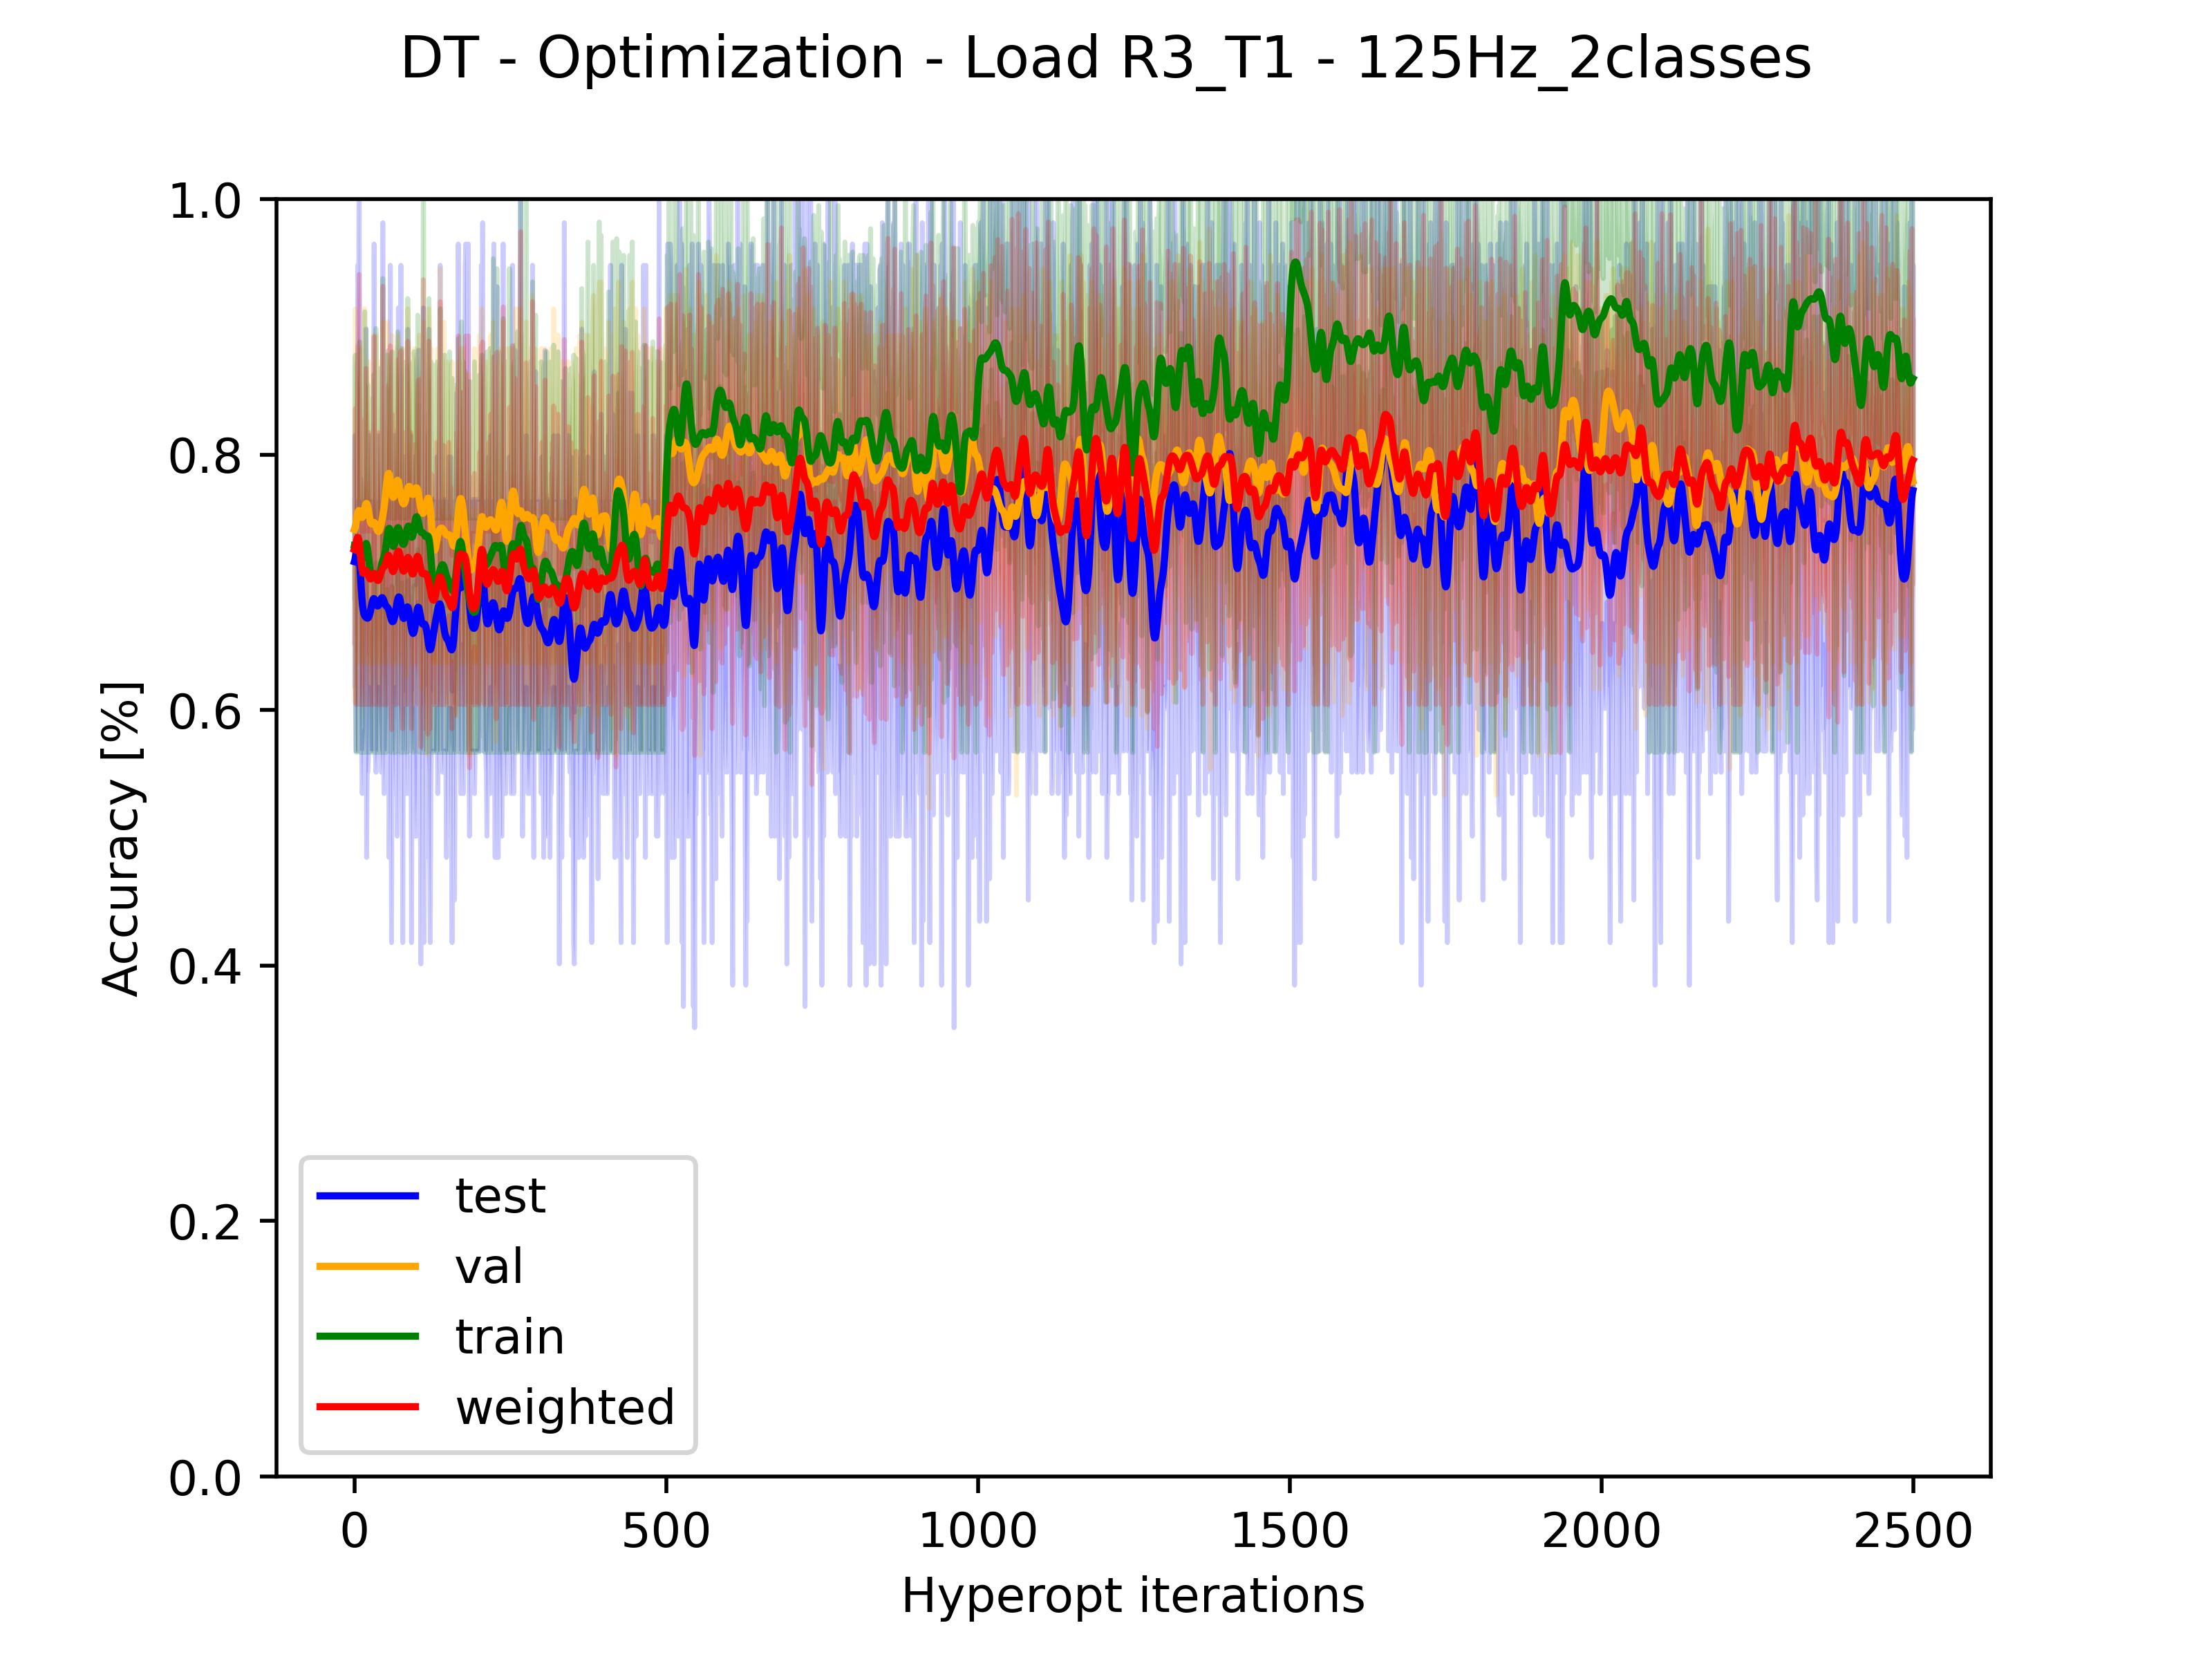 DT - Optimization - Load R3_T1 - 125Hz_2classes
1.0
0.8
0.6
0.4
0.2
0.0
Accuracy [%]
test
val
train
weighted
0 500 1000 1500 2000 2500
Hyperopt iterations